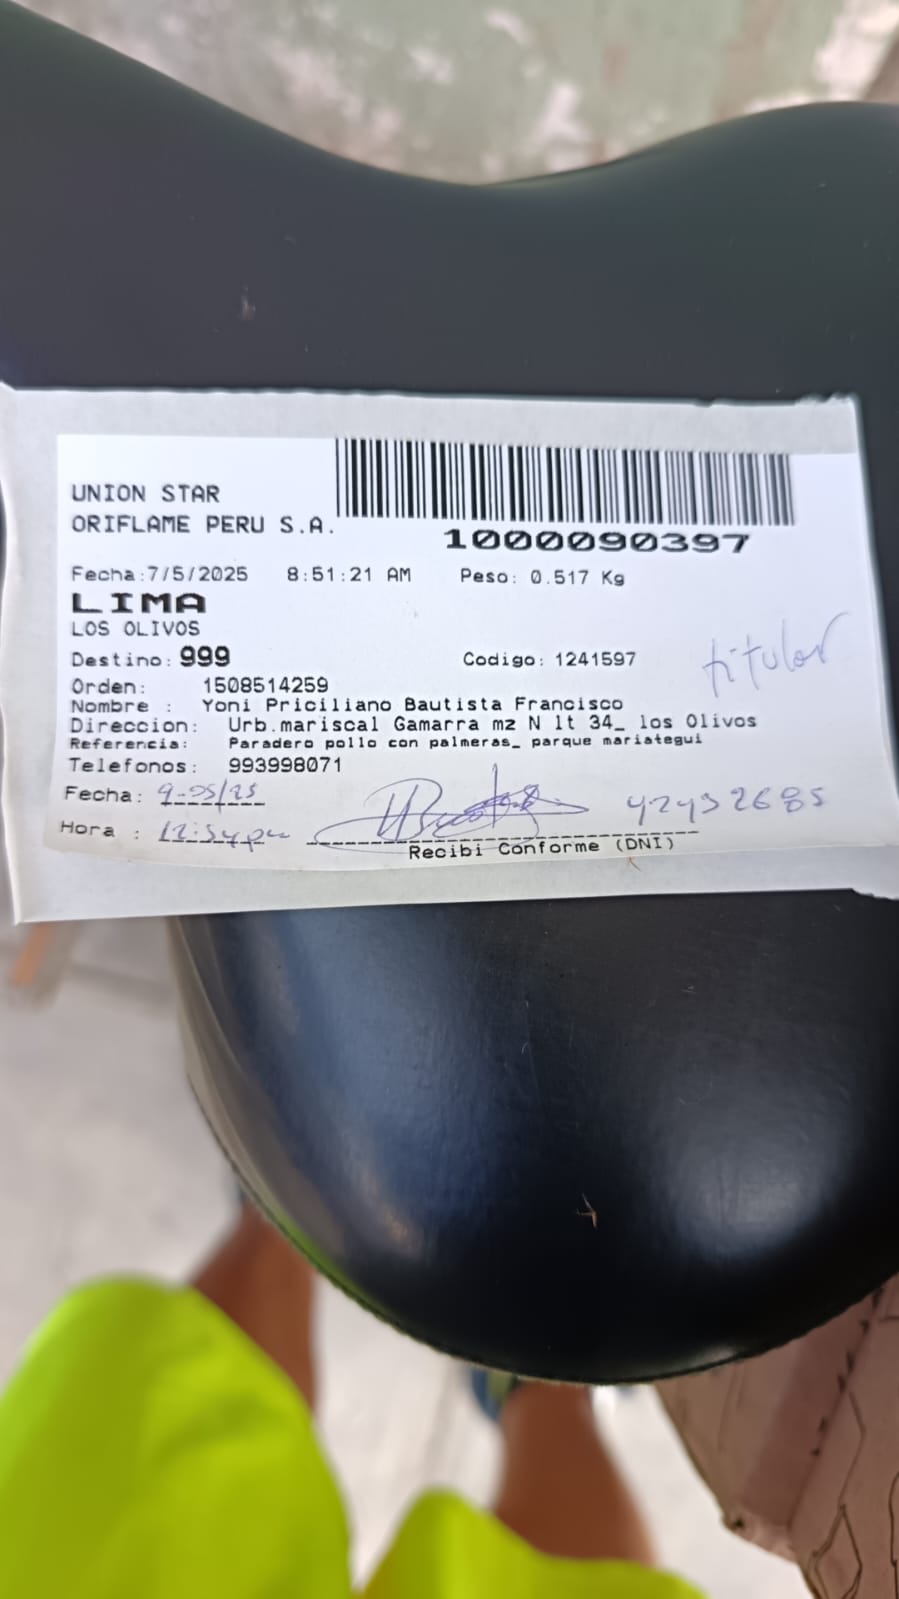 UNION STAR
ORIFLAME PERU S.A.
1000090397
Fecha:7/5/2025 8:51:21 AM Peso: 0.517 Kg
LIMA
LOS OLIVOS
Destino: 999 Codigo: 1241597
titular
Orden: 1508514259
Nombre : Yoni Priciliano Bautista Francisco
Direccion: Urb.mariscal Gamarra mz N lt 34_ los Olivos
Referencia: Paradero pollo con palmeras_ parque mariategui
Telefonos: 993998071
Fecha: 9-05/25
Hora : 12:34 pm 42432685
Recibi Conforme (DNI)